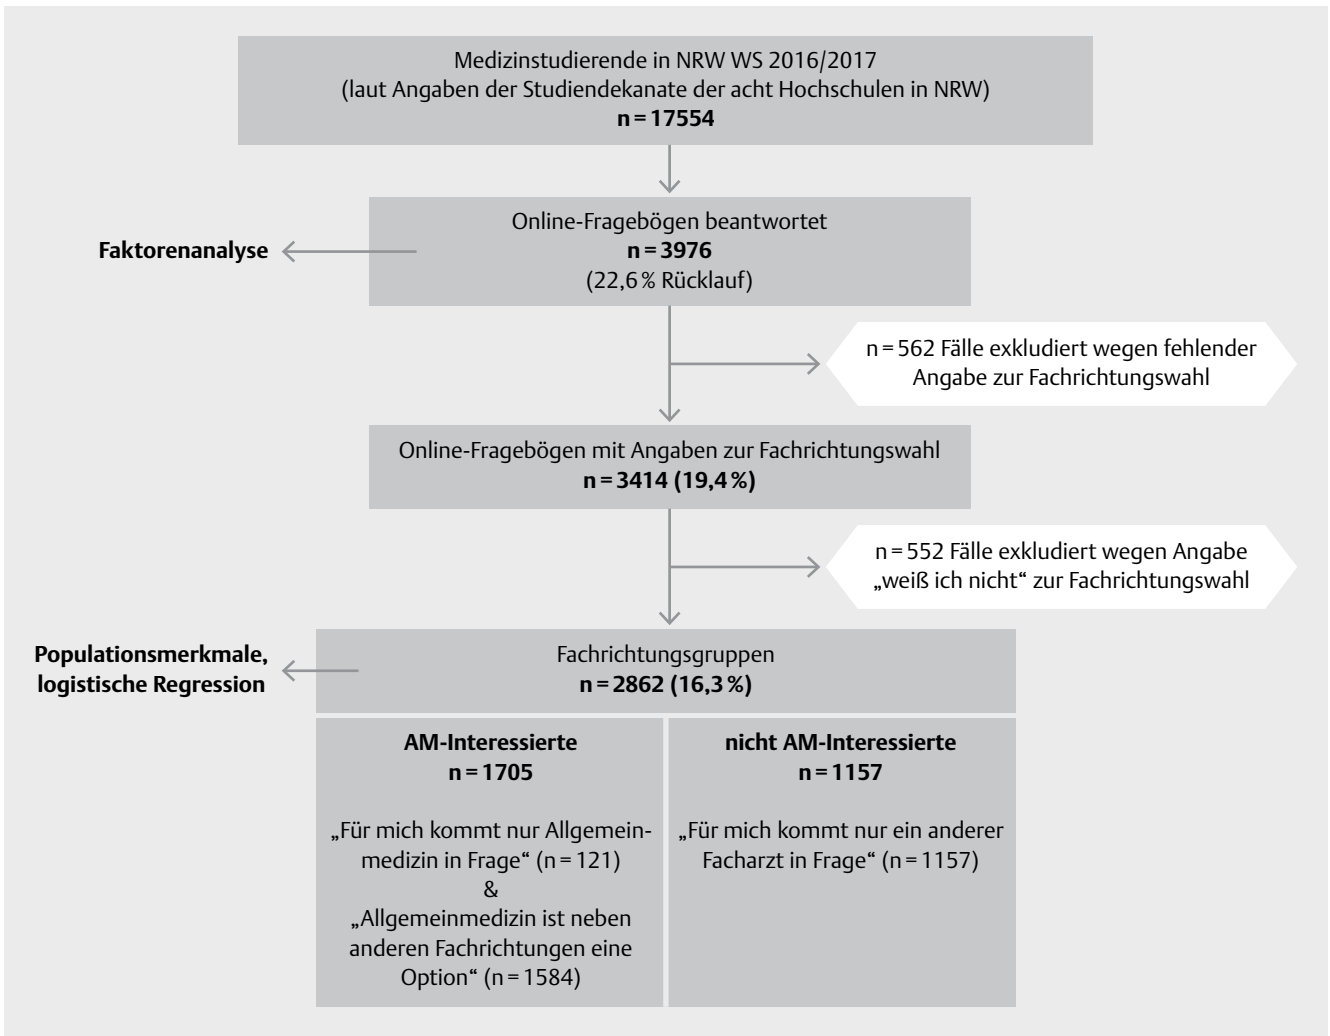 Medizinstudierende in NRW WS 2016/2017
(laut Angaben der Studiendekanate der acht Hochschulen in NRW)
n = 17554
Online-Fragebögen beantwortet
n = 3976
(22,6 % Rücklauf)
Faktorenanalyse
n = 562 Fälle exkludiert wegen fehlender
Angabe zur Fachrichtungswahl
Online-Fragebögen mit Angaben zur Fachrichtungswahl
n = 3414 (19,4 %)
n = 552 Fälle exkludiert wegen Angabe
„weiß ich nicht“ zur Fachrichtungswahl
Populationsmerkmale,
logistische Regression
Fachrichtungsgruppen
n = 2862 (16,3 %)
AM-Interessierte
n = 1705
„Für mich kommt nur Allgemein-
medizin in Frage“ (n = 121)
&
„Allgemeinmedizin ist neben
anderen Fachrichtungen eine
Option“ (n = 1584)
nicht AM-Interessierte
n = 1157
„Für mich kommt nur ein anderer
Facharzt in Frage“ (n = 1157)